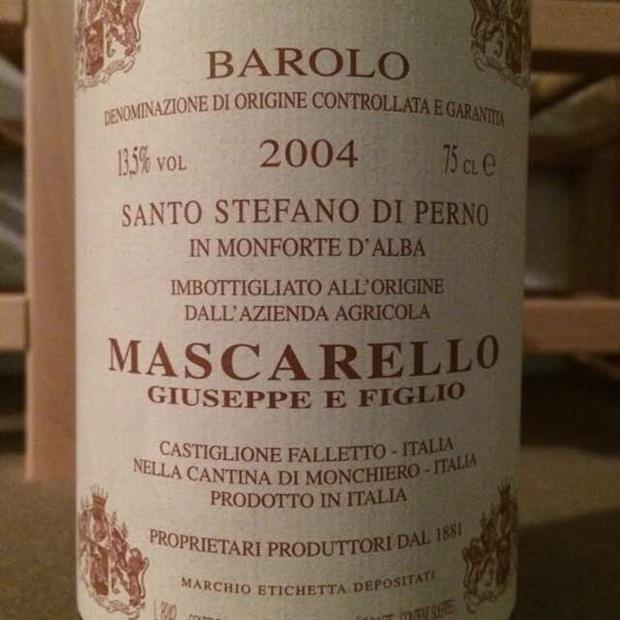 BAROLO
DENOMINAZIONE DI ORIGINE CONTROLLATA E GARANTITA
13,5% VOL 2004 75 CL e
SANTO STEFANO DI PERNO
IN MONFORTE D'ALBA
IMBOTTIGLIATO ALL'ORIGINE
DALL'AZIENDA AGRICOLA
MASCARELLO
GIUSEPPE E FIGLIO
CASTIGLIONE FALLETTO - ITALIA
NELLA CANTINA DI MONCHIERO - ITALIA
PRODOTTO IN ITALIA
PROPRIETARI PRODUTTORI DAL 1881
MARCHIO ETICHETTA DEPOSITATI